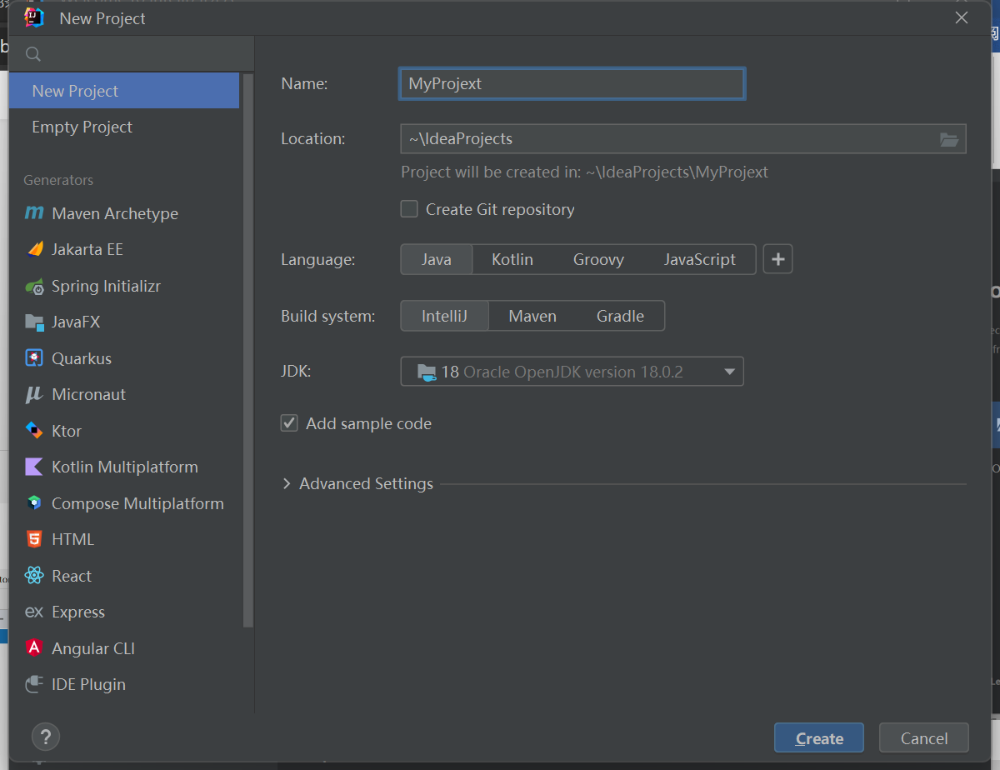 New Project
New Project
Empty Project
Generators
Maven Archetype
Jakarta EE
Spring Initializr
JavaFX
Quarkus
Micronaut
Ktor
Kotlin Multiplatform
Compose Multiplatform
HTML
React
ex Express
Angular CLI
IDE Plugin
?
Name: MyProjext
Location: ~\IdeaProjects
Project will be created in: ~\IdeaProjects\MyProjext
Create Git repository
Language: Java Kotlin Groovy JavaScript +
Build system: IntelliJ Maven Gradle
JDK: 18 Oracle OpenJDK version 18.0.2
Add sample code
Advanced Settings
Create Cancel